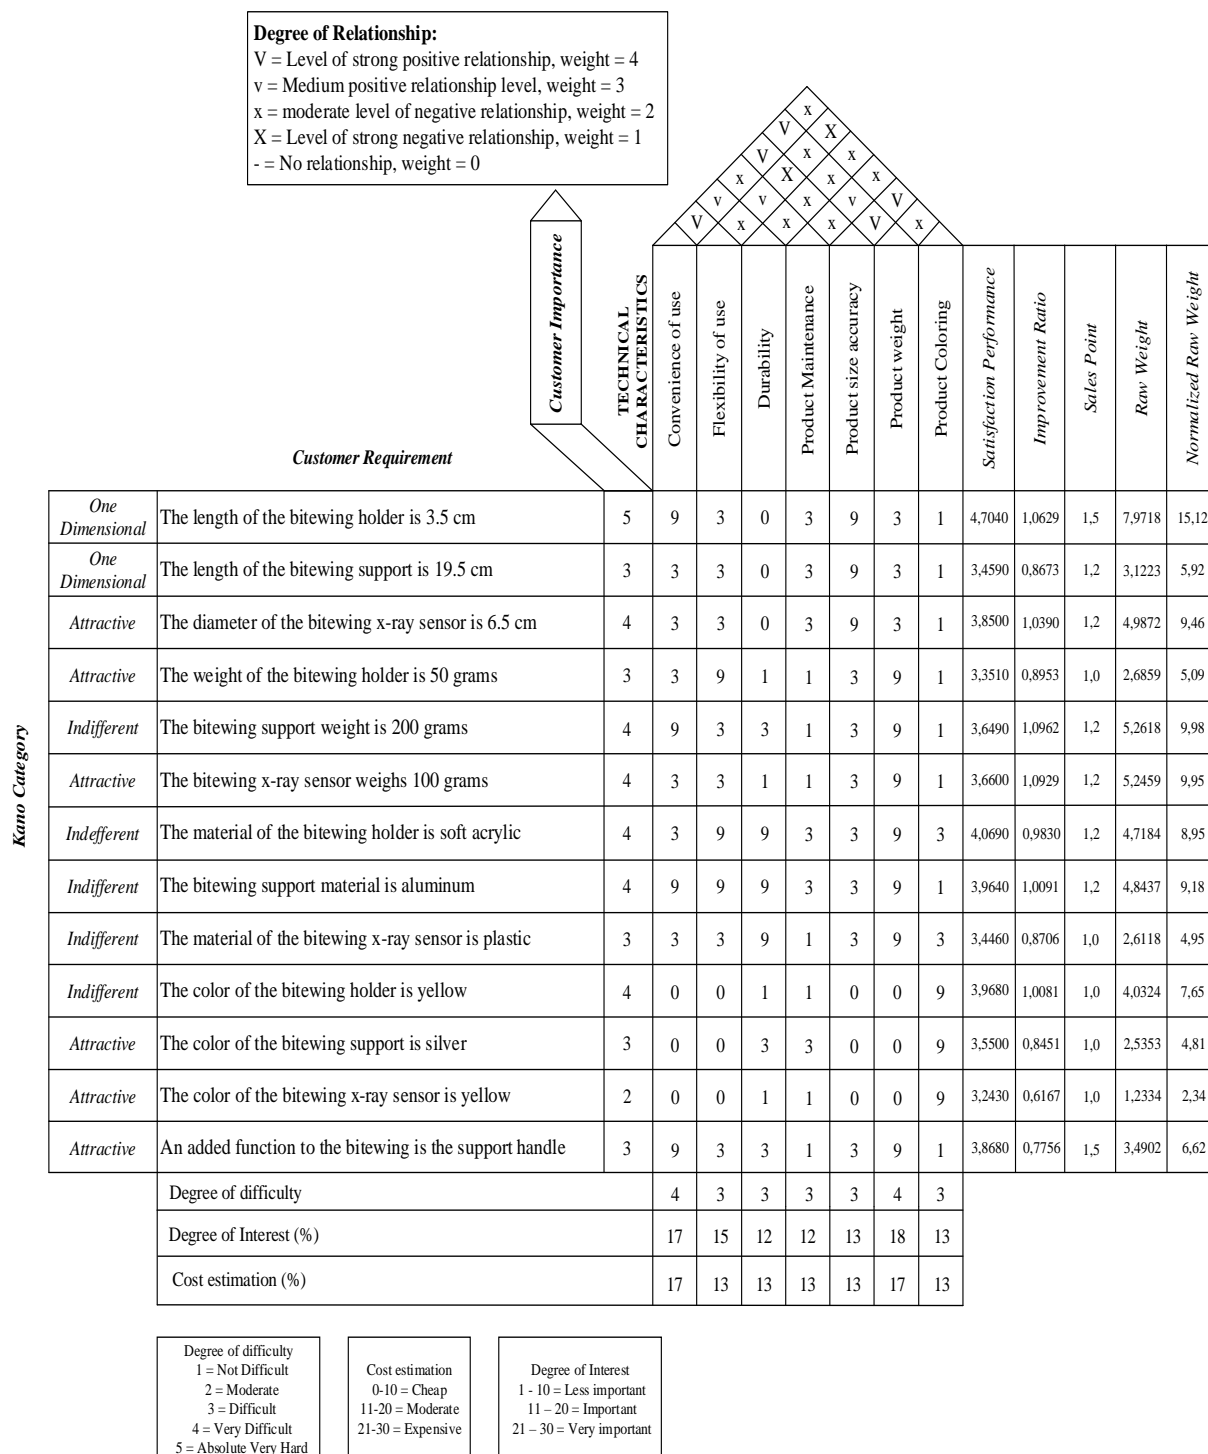 Degree of Relationship:
V = Level of strong positive relationship, weight = 4
v = Medium positive relationship level, weight = 3
x = moderate level of negative relationship, weight = 2
X = Level of strong negative relationship, weight = 1
- = No relationship, weight = 0
x
V X
V x x
x X x x
v v x v V
V x x x V x
Customer Importance
TECHNICAL CHARACTERISTICS
Convenience of use
Flexibility of use
Durability
Product Maintenance
Product size accuracy
Product weight
Product Coloring
Satisfaction Performance
Improvement Ratio
Sales Point
Raw Weight
Normalized Raw Weight
Customer Requirement
Kano Category
One Dimensional The length of the bitewing holder is 3.5 cm 5 9 3 0 3 9 3 1 4,7040 1,0629 1,5 7,9718 15,12
One Dimensional The length of the bitewing support is 19.5 cm 3 3 3 0 3 9 3 1 3,4590 0,8673 1,2 3,1223 5,92
Attractive The diameter of the bitewing x-ray sensor is 6.5 cm 4 3 3 0 3 9 3 1 3,8500 1,0390 1,2 4,9872 9,46
Attractive The weight of the bitewing holder is 50 grams 3 3 9 1 1 3 9 1 3,3510 0,8953 1,0 2,6859 5,09
Indifferent The bitewing support weight is 200 grams 4 9 3 3 1 3 9 1 3,6490 1,0962 1,2 5,2618 9,98
Attractive The bitewing x-ray sensor weighs 100 grams 4 3 3 1 1 3 9 1 3,6600 1,0929 1,2 5,2459 9,95
Indefferent The material of the bitewing holder is soft acrylic 4 3 9 9 3 3 9 3 4,0690 0,9830 1,2 4,7184 8,95
Indifferent The bitewing support material is aluminum 4 9 9 9 3 3 9 1 3,9640 1,0091 1,2 4,8437 9,18
Indifferent The material of the bitewing x-ray sensor is plastic 3 3 3 9 1 3 9 3 3,4460 0,8706 1,0 2,6118 4,95
Indifferent The color of the bitewing holder is yellow 4 0 0 1 1 0 0 9 3,9680 1,0081 1,0 4,0324 7,65
Attractive The color of the bitewing support is silver 3 0 0 3 3 0 0 9 3,5500 0,8451 1,0 2,5353 4,81
Attractive The color of the bitewing x-ray sensor is yellow 2 0 0 1 1 0 0 9 3,2430 0,6167 1,0 1,2334 2,34
Attractive An added function to the bitewing is the support handle 3 9 3 3 1 3 9 1 3,8680 0,7756 1,5 3,4902 6,62
Degree of difficulty 4 3 3 3 3 4 3
Degree of Interest (%) 17 15 12 12 13 18 13
Cost estimation (%) 17 13 13 13 13 17 13
Degree of difficulty
1 = Not Difficult
2 = Moderate
3 = Difficult
4 = Very Difficult
5 = Absolute Very Hard
Cost estimation
0-10 = Cheap
11-20 = Moderate
21-30 = Expensive
Degree of Interest
1 - 10 = Less important
11 – 20 = Important
21 – 30 = Very important